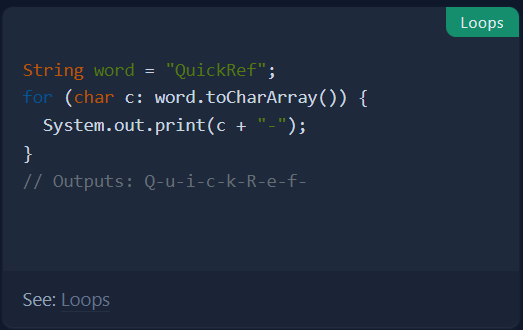 Loops
String word = "QuickRef";
for (char c: word.toCharArray()) {
  System.out.print(c + "-");
}
// Outputs: Q-u-i-c-k-R-e-f-
See: Loops